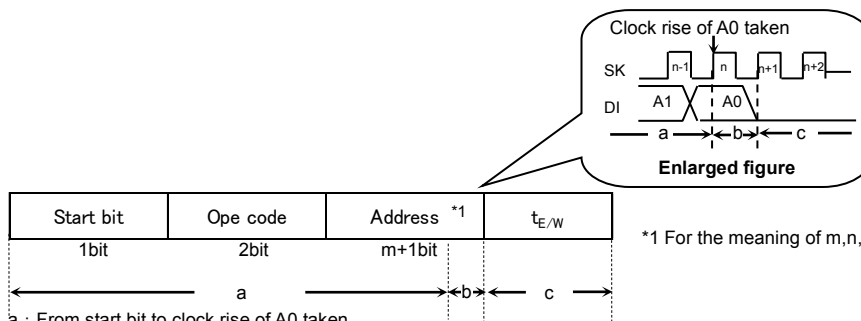 Clock rise of A0 taken
SK n-1 n n+1 n+2
DI A1 A0
a b c
Enlarged figure
Start bit Ope code Address *1 tE/W
1bit 2bit m+1bit
*1 For the meaning of m,n,
a b c
a : From start bit to clock rise of A0 taken